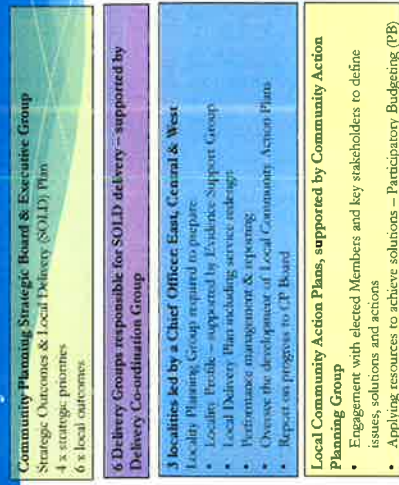 Community Planning Strategic Board & Executive Group
Strategic Outcomes & Local Delivery (SOLD) Plan
4 x strategic priorities
6 x local outcomes
6 Delivery Groups responsible for SOLD delivery – supported by
Delivery Co-ordination Group
3 localities led by a Chief Officer: East, Central & West
Locality Planning Group required to prepare
• Locality Profile – supported by Evidence Support Group
• Local Delivery Plan including service redesign
• Performance management & reporting
• Oversee the development of Local Community Action Plans
• Report on progress to CP Board
Local Community Action Plans, supported by Community Action
Planning Group
• Engagement with elected Members and key stakeholders to define
issues, solutions and actions
• Applying resources to achieve solutions – Participatory Budgeting (PB)